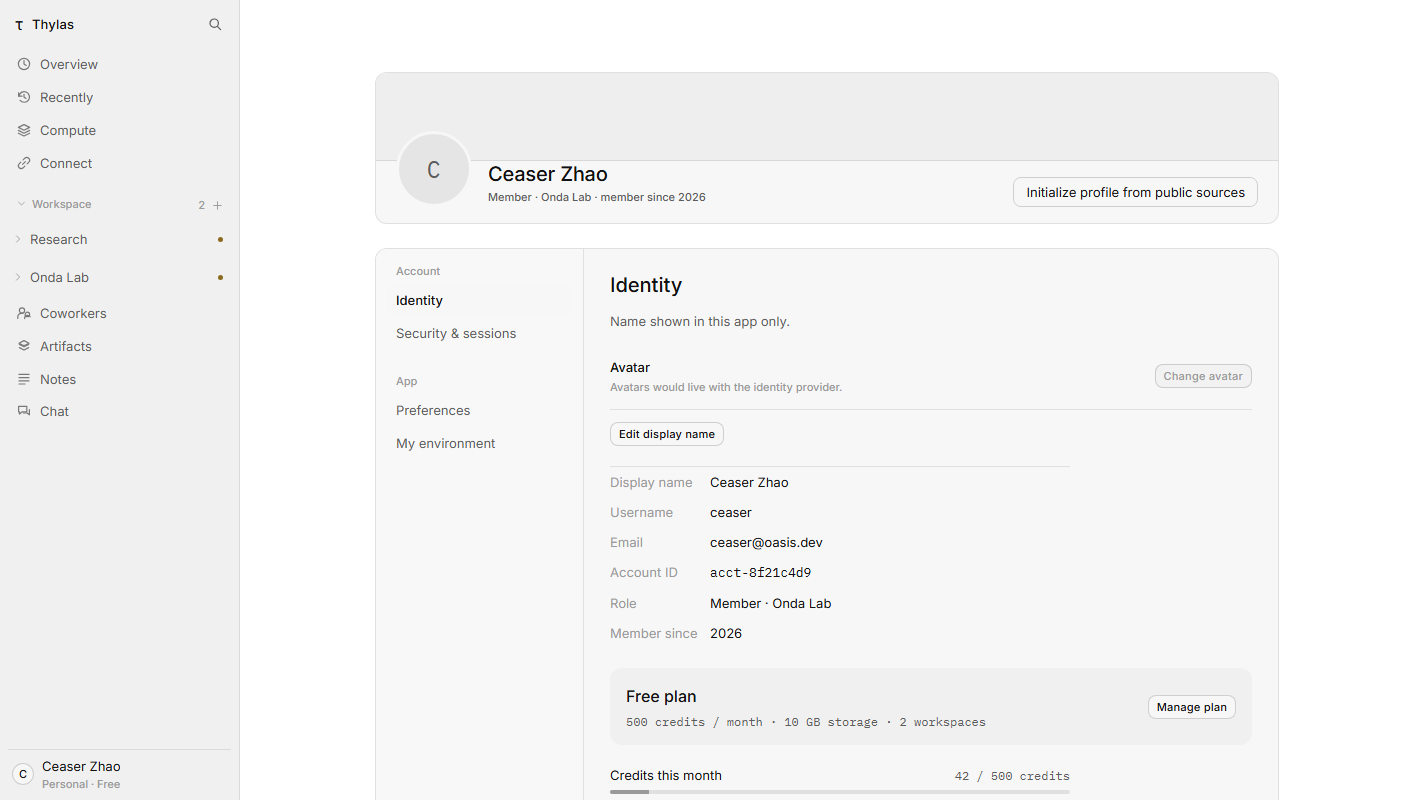 τ Thylas
Overview
Recently
Compute
Connect
Workspace 2 +
Research
Onda Lab
Coworkers
Artifacts
Notes
Chat
C
Ceaser Zhao
Personal · Free
C
Ceaser Zhao
Member · Onda Lab · member since 2026
Initialize profile from public sources
Account
Identity
Security & sessions
App
Preferences
My environment
Identity
Name shown in this app only.
Avatar
Avatars would live with the identity provider.
Change avatar
Edit display name
Display name Ceaser Zhao
Username ceaser
Email ceaser@oasis.dev
Account ID acct-8f21c4d9
Role Member · Onda Lab
Member since 2026
Free plan
500 credits / month · 10 GB storage · 2 workspaces
Manage plan
Credits this month 42 / 500 credits